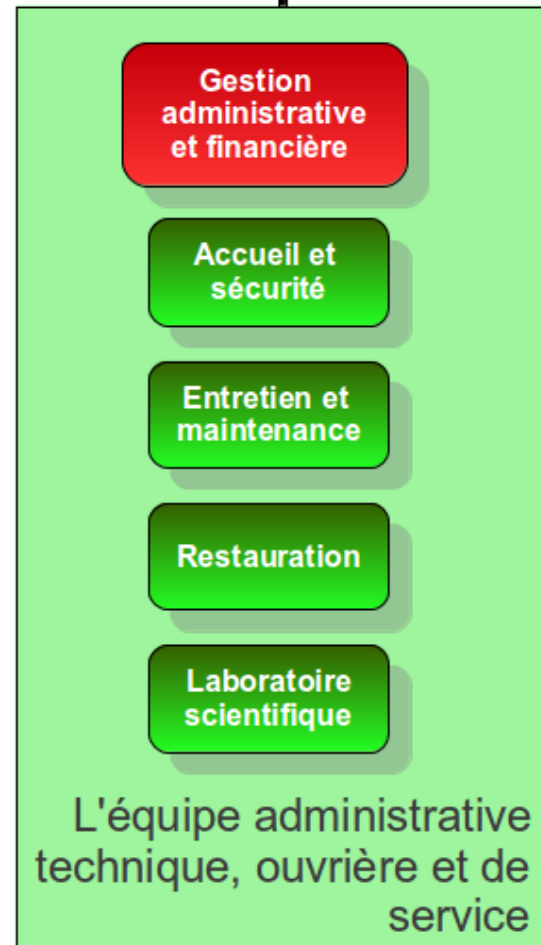 Gestion
administrative
et financière
Accueil et
sécurité
Entretien et
maintenance
Restauration
Laboratoire
scientifique
L'équipe administrative
technique, ouvrière et de
service